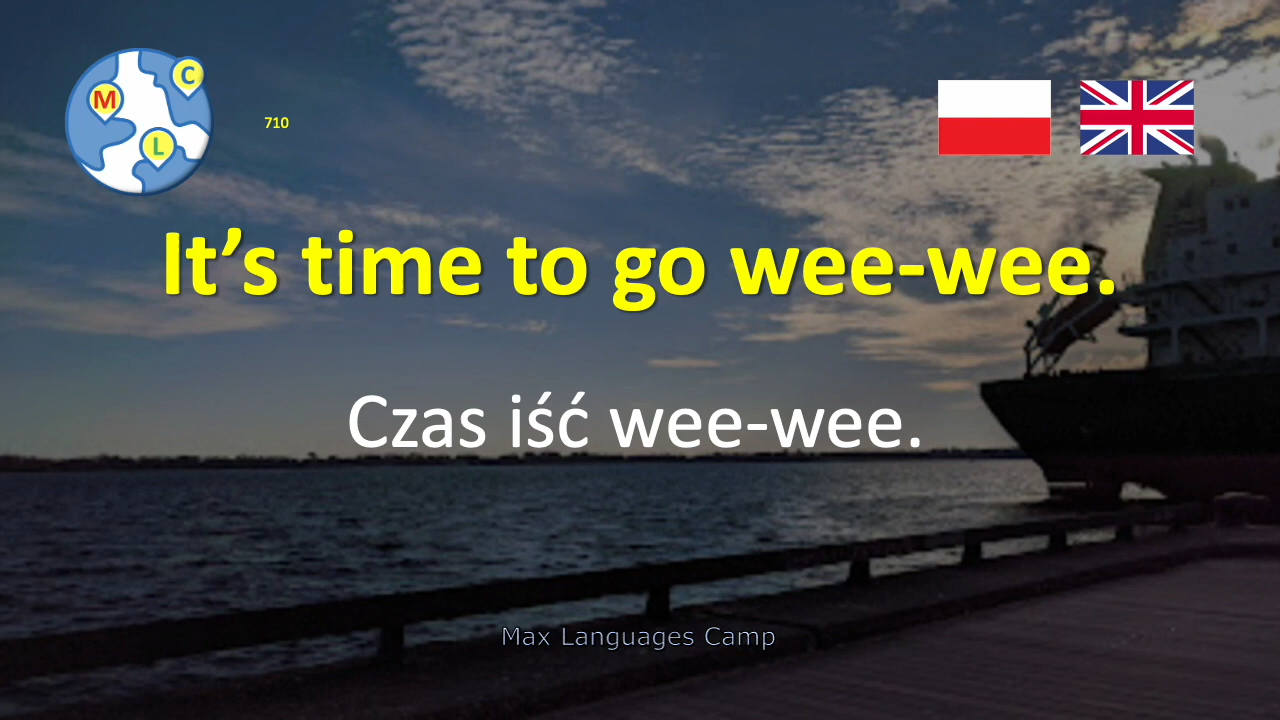 C
M
L
710
It’s time to go wee-wee.
Czas iść wee-wee.
Max Languages Camp